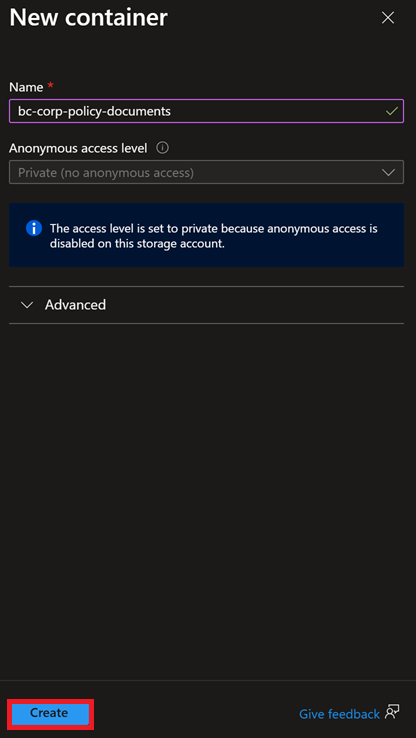 New container
Name *
bc-corp-policy-documents
Anonymous access level
Private (no anonymous access)
The access level is set to private because anonymous access is
disabled on this storage account.
Advanced
Create
Give feedback